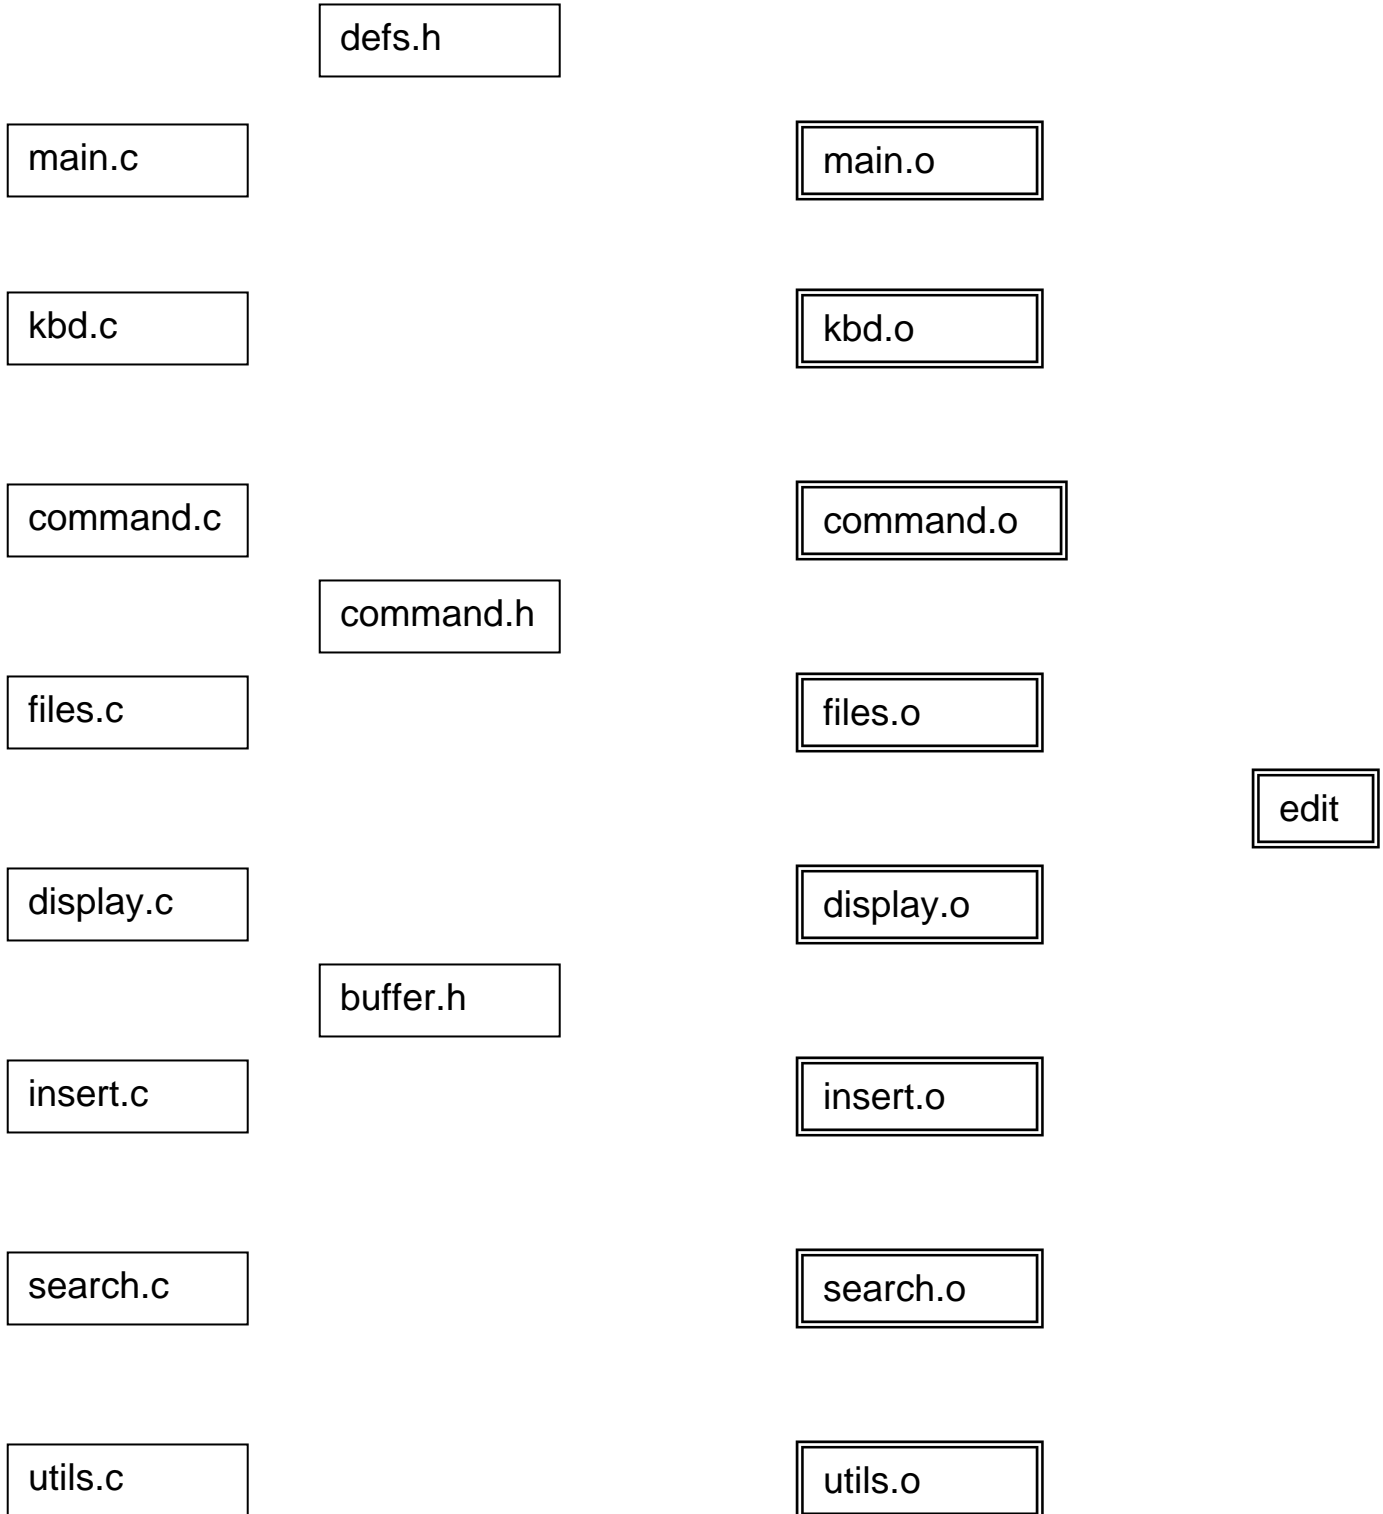 defs.h
main.c
main.o
kbd.c
kbd.o
command.c
command.o
command.h
files.c
files.o
edit
display.c
display.o
buffer.h
insert.c
insert.o
search.c
search.o
utils.c
utils.o